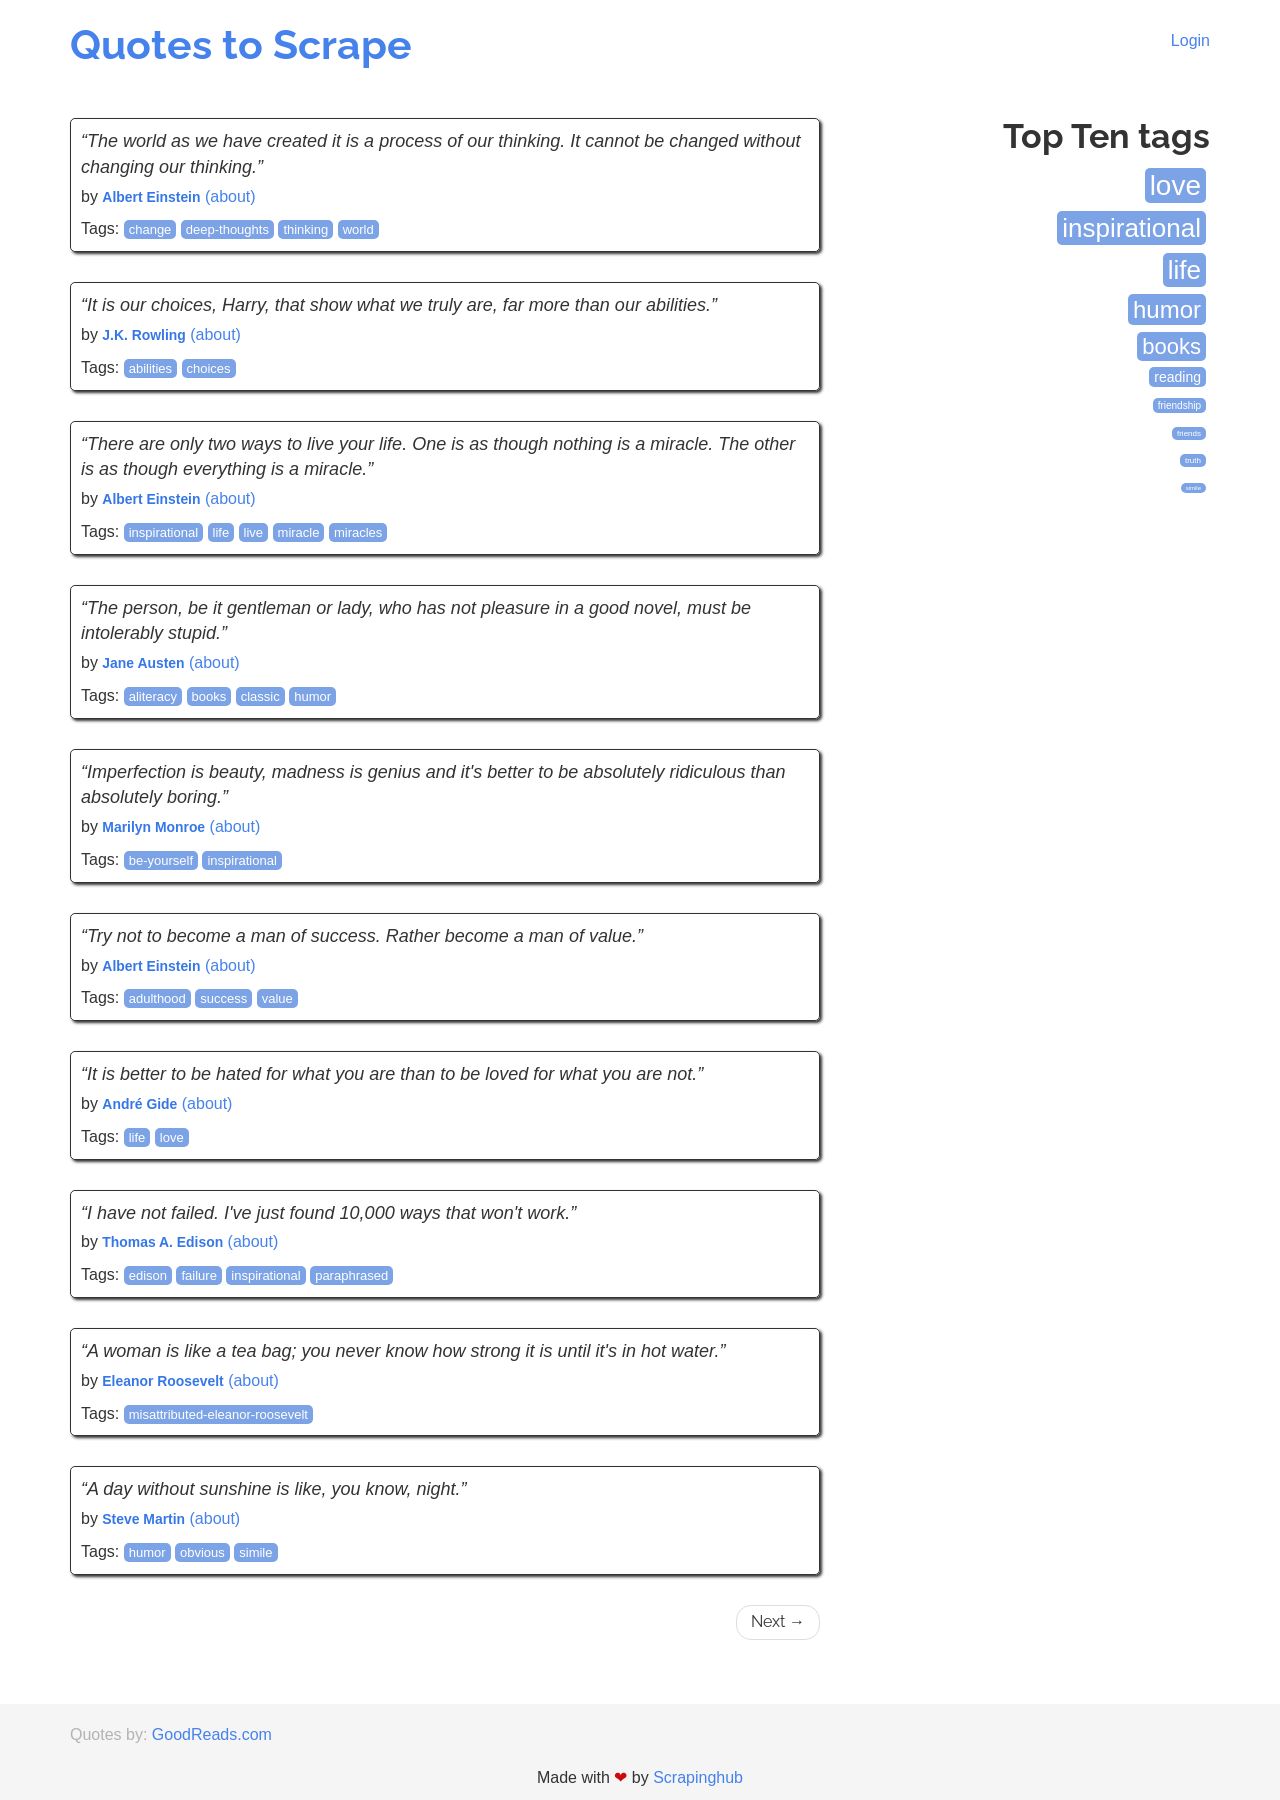 Quotes to Scrape
Login
“The world as we have created it is a process of our thinking. It cannot be changed without
changing our thinking.”
by Albert Einstein (about)
Tags: change deep-thoughts thinking world
“It is our choices, Harry, that show what we truly are, far more than our abilities.”
by J.K. Rowling (about)
Tags: abilities choices
“There are only two ways to live your life. One is as though nothing is a miracle. The other
is as though everything is a miracle.”
by Albert Einstein (about)
Tags: inspirational life live miracle miracles
“The person, be it gentleman or lady, who has not pleasure in a good novel, must be
intolerably stupid.”
by Jane Austen (about)
Tags: aliteracy books classic humor
“Imperfection is beauty, madness is genius and it's better to be absolutely ridiculous than
absolutely boring.”
by Marilyn Monroe (about)
Tags: be-yourself inspirational
“Try not to become a man of success. Rather become a man of value.”
by Albert Einstein (about)
Tags: adulthood success value
“It is better to be hated for what you are than to be loved for what you are not.”
by André Gide (about)
Tags: life love
“I have not failed. I've just found 10,000 ways that won't work.”
by Thomas A. Edison (about)
Tags: edison failure inspirational paraphrased
“A woman is like a tea bag; you never know how strong it is until it's in hot water.”
by Eleanor Roosevelt (about)
Tags: misattributed-eleanor-roosevelt
“A day without sunshine is like, you know, night.”
by Steve Martin (about)
Tags: humor obvious simile
Next →
Top Ten tags
love
inspirational
life
humor
books
reading
friendship
friends
truth
simile
Quotes by: GoodReads.com
Made with ❤ by Scrapinghub